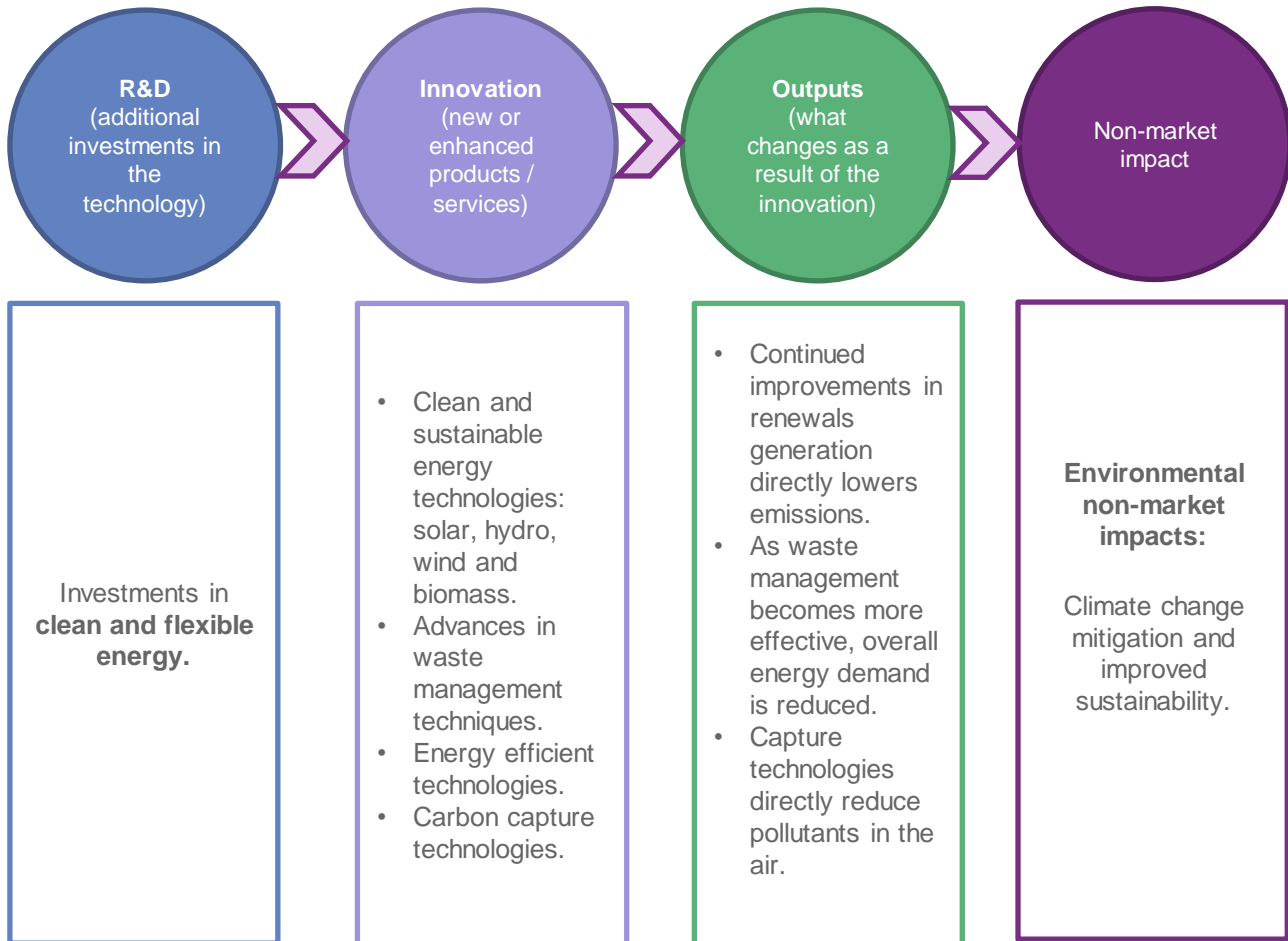 R&D
(additional
investments in
the
technology)
Innovation
(new or
enhanced
products /
services)
Outputs
(what
changes as a
result of the
innovation)
Non-market
impact
Investments in
clean and flexible
energy.
• Clean and
sustainable
energy
technologies:
solar, hydro,
wind and
biomass.
• Advances in
waste
management
techniques.
• Energy efficient
technologies.
• Carbon capture
technologies.
• Continued
improvements in
renewals
generation
directly lowers
emissions.
• As waste
management
becomes more
effective, overall
energy demand
is reduced.
• Capture
technologies
directly reduce
pollutants in the
air.
Environmental
non-market
impacts:
Climate change
mitigation and
improved
sustainability.